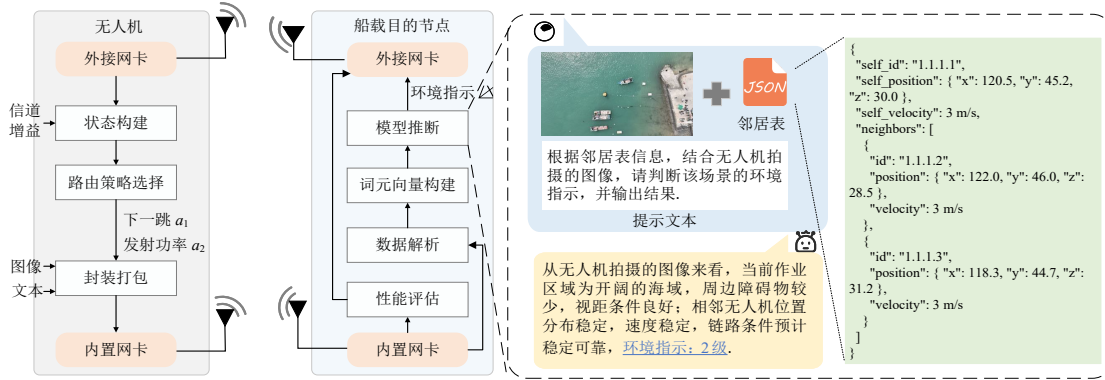 无人机
外接网卡
信道
增益
状态构建
路由策略选择
下一跳 a₁
发射功率 a₂
图像
文本
封装打包
内置网卡
船载目的节点
外接网卡
环境指示
模型推断
词元向量构建
数据解析
性能评估
内置网卡
JSON
邻居表
根据邻居表信息，结合无人机拍
摄的图像，请判断该场景的环境
指示，并输出结果.
提示文本
从无人机拍摄的图像来看，当前作业
区域为开阔的海域，周边障碍物较
少，视距条件良好；相邻无人机位置
分布稳定，速度稳定，链路条件预计
稳定可靠，环境指示：2级.
{
"self_id": "1.1.1.1",
"self_position": { "x": 120.5, "y": 45.2,
"z": 30.0 },
"self_velocity": 3 m/s,
"neighbors": [
{
"id": "1.1.1.2",
"position": { "x": 122.0, "y": 46.0, "z":
28.5 },
"velocity": 3 m/s
},
{
"id": "1.1.1.3",
"position": { "x": 118.3, "y": 44.7, "z":
31.2 },
"velocity": 3 m/s
}
]
}